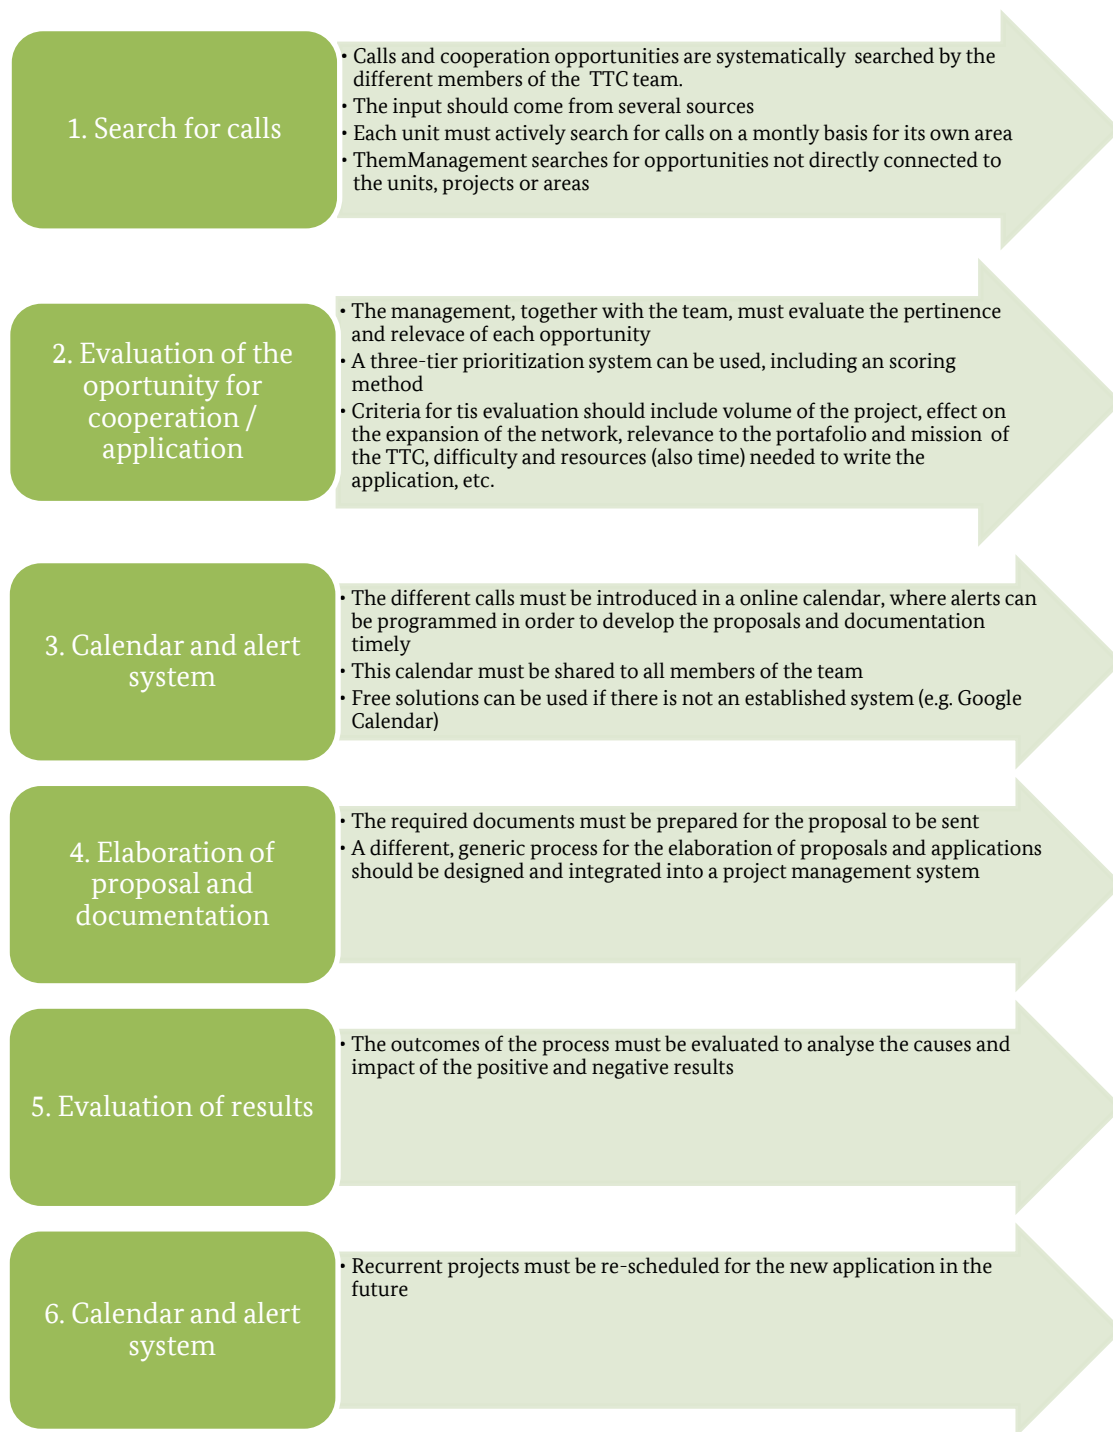 1. Search for calls
• Calls and cooperation opportunities are systematically searched by the
different members of the TTC team.
• The input should come from several sources
• Each unit must actively search for calls on a montly basis for its own area
• ThemManagement searches for opportunities not directly connected to
the units, projects or areas
2. Evaluation of the
oportunity for
cooperation /
application
• The management, together with the team, must evaluate the pertinence
and relevace of each opportunity
• A three-tier prioritization system can be used, including an scoring
method
• Criteria for tis evaluation should include volume of the project, effect on
the expansion of the network, relevance to the portafolio and mission of
the TTC, difficulty and resources (also time) needed to write the
application, etc.
3. Calendar and alert
system
• The different calls must be introduced in a online calendar, where alerts can
be programmed in order to develop the proposals and documentation
timely
• This calendar must be shared to all members of the team
• Free solutions can be used if there is not an established system (e.g. Google
Calendar)
4. Elaboration of
proposal and
documentation
• The required documents must be prepared for the proposal to be sent
• A different, generic process for the elaboration of proposals and applications
should be designed and integrated into a project management system
5. Evaluation of results
• The outcomes of the process must be evaluated to analyse the causes and
impact of the positive and negative results
6. Calendar and alert
system
• Recurrent projects must be re-scheduled for the new application in the
future